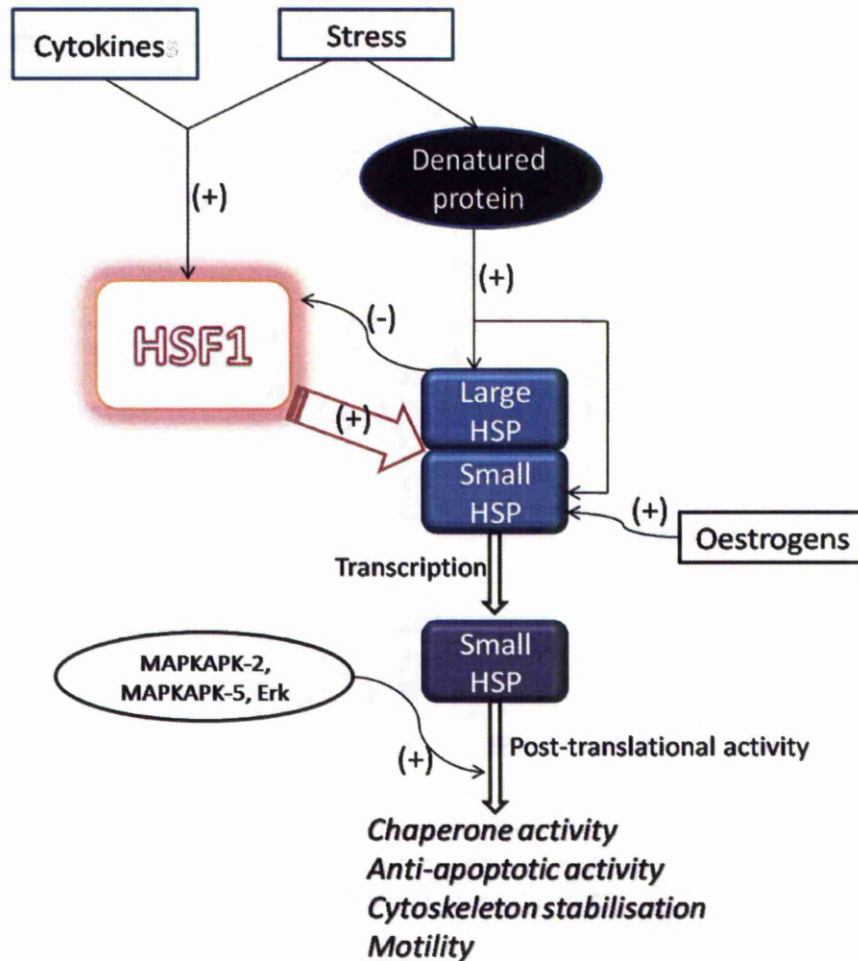 Cytokines
Stress
Denatured
protein
(+)
(+)
(-)
HSF1
(+)
Large
HSP
Small
HSP
(+)
Oestrogens
Transcription
Small
HSP
MAPKAPK-2,
MAPKAPK-5, Erk
(+)
Post-translational activity
Chaperone activity
Anti-apoptotic activity
Cytoskeleton stabilisation
Motility